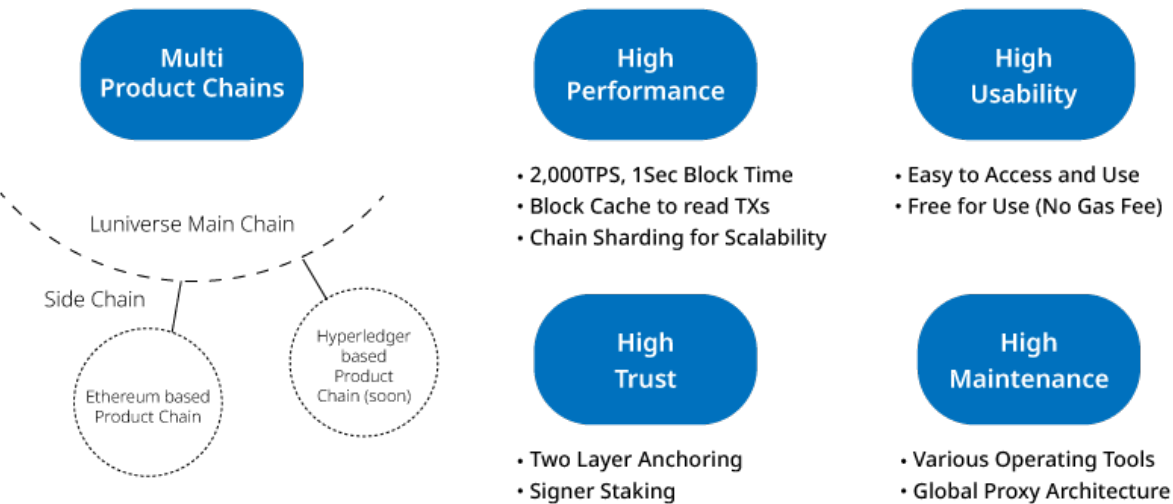 Multi
Product Chains
Luniverse Main Chain
Side Chain
Ethereum based
Product Chain
Hyperledger
based
Product
Chain (soon)
High
Performance
• 2,000TPS, 1Sec Block Time
• Block Cache to read TXs
• Chain Sharding for Scalability
High
Usability
• Easy to Access and Use
• Free for Use (No Gas Fee)
High
Trust
• Two Layer Anchoring
• Signer Staking
High
Maintenance
• Various Operating Tools
• Global Proxy Architecture